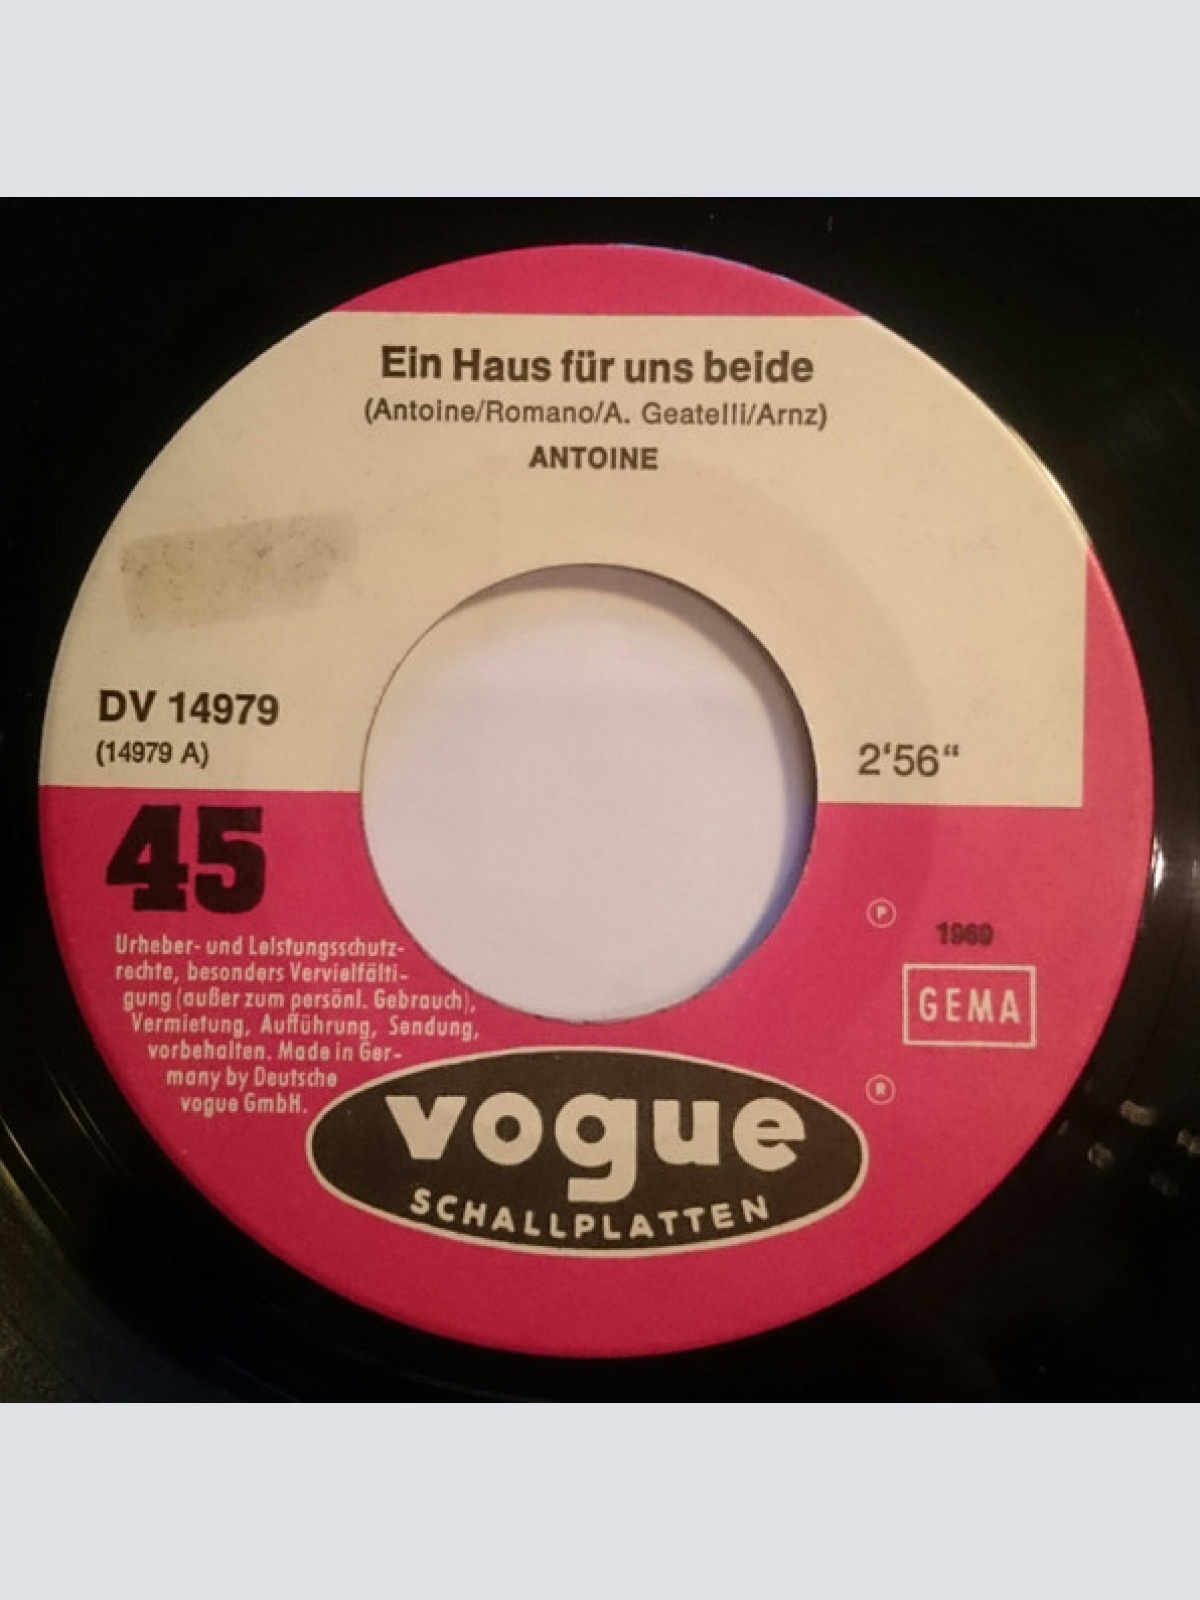 Ein Haus für uns beide
(Antoine/Romano/A. Geatelli/Arnz)
ANTOINE
DV 14979
(14979 A)
2'56"
45
Urheber- und Leistungsschutz-
rechte, besonders Vervielfälti-
gung (außer zum persönl. Gebrauch),
Vermietung, Aufführung, Sendung,
vorbehalten. Made in Ger-
many by Deutsche
vogue GmbH.
℗ 1969
GEMA
®
vogue
SCHALLPLATTEN